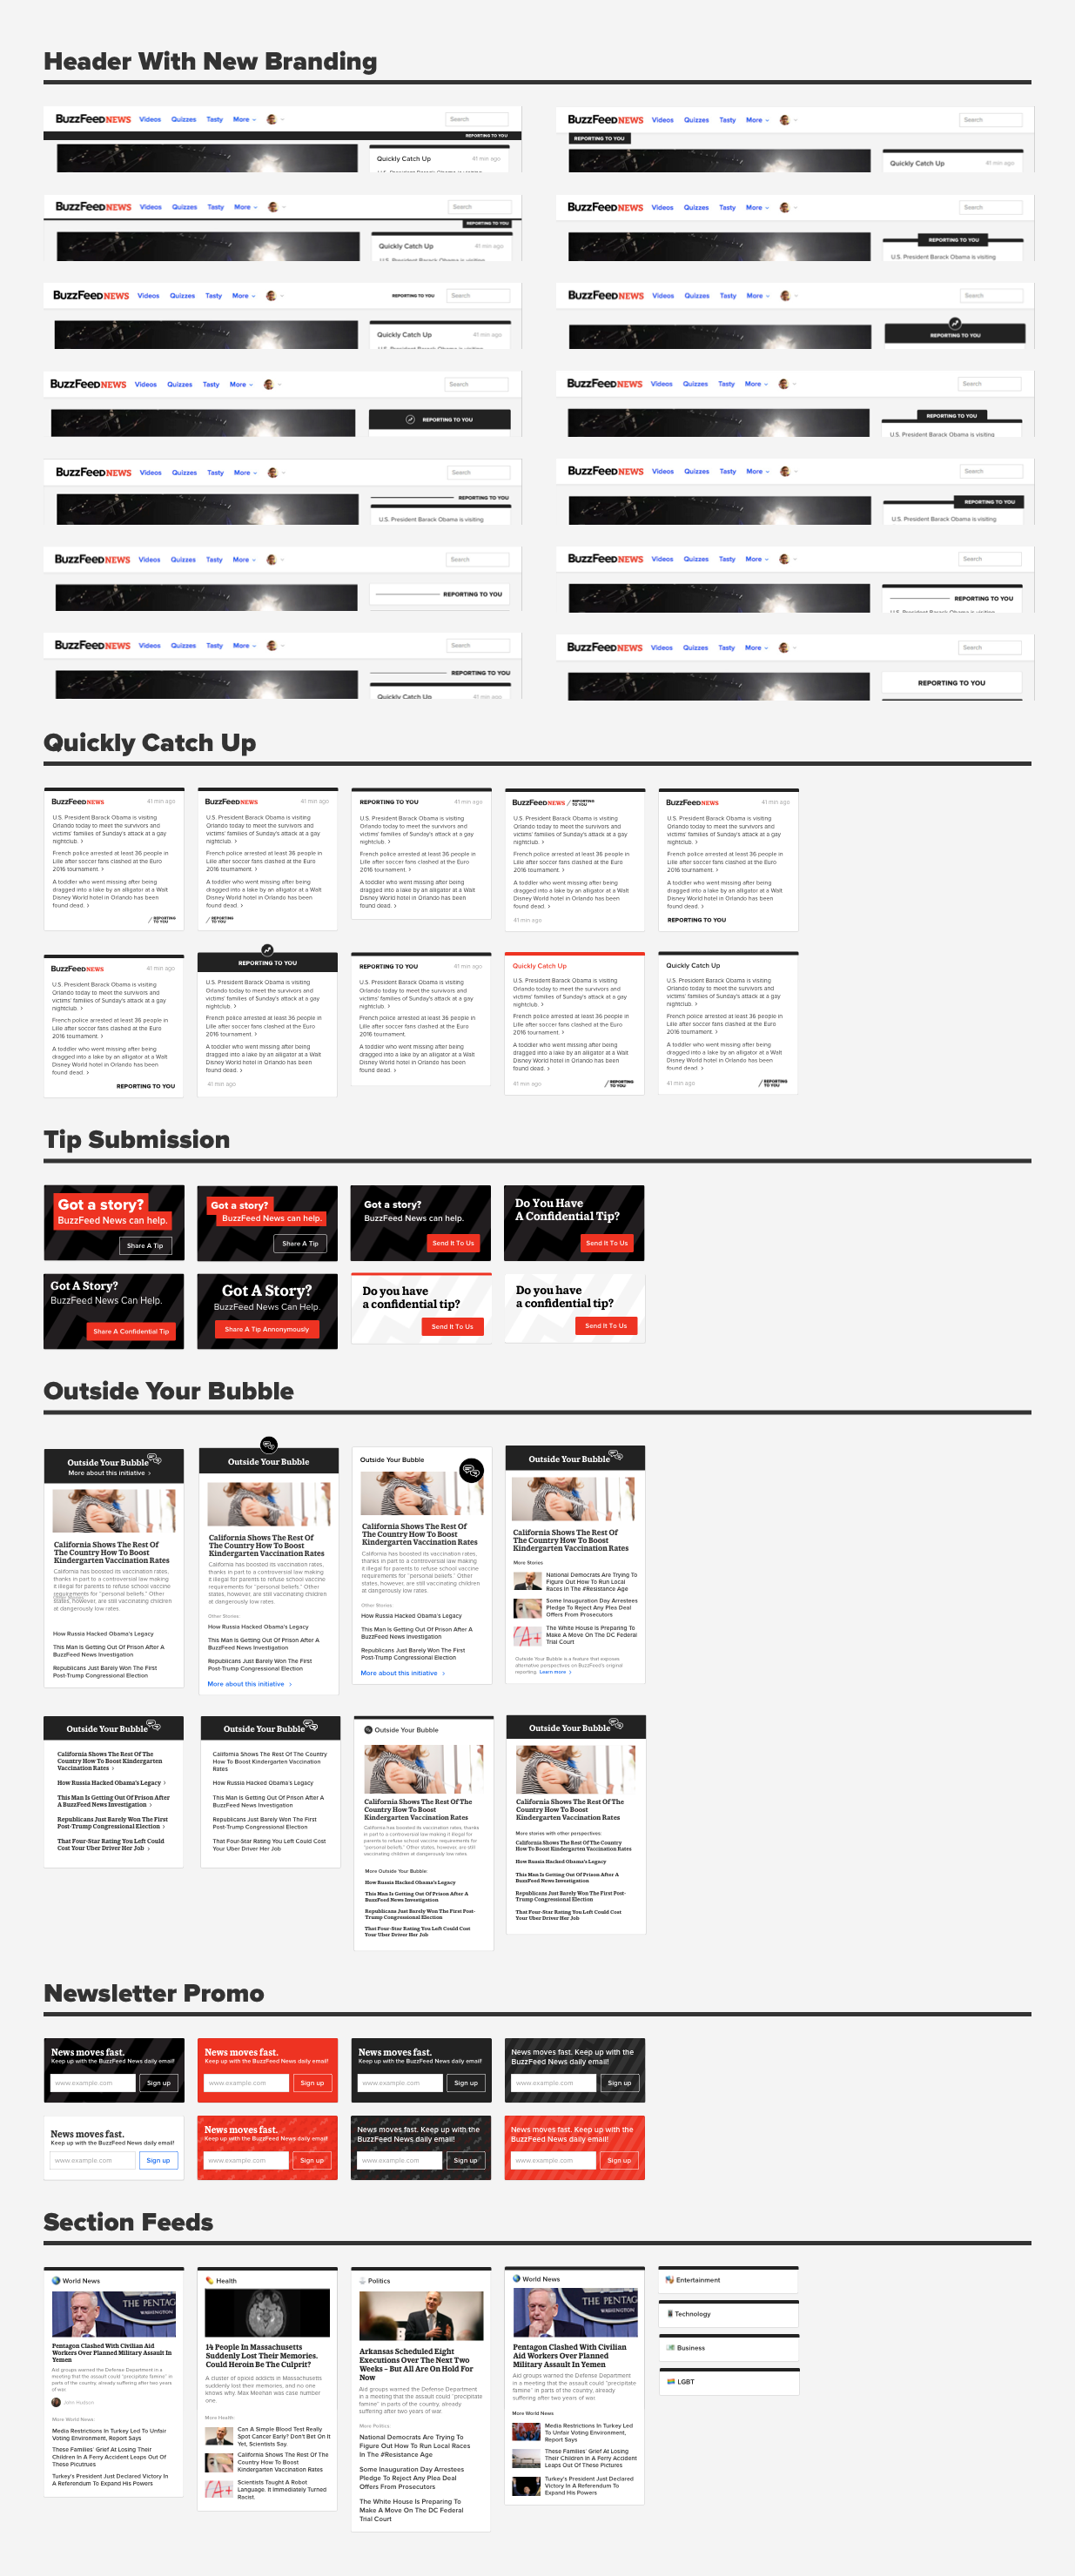 Header With New Branding
BuzzFeedNEWS Videos Quizzes Tasty More Search
REPORTING TO YOU
Quickly Catch Up 41 min ago
BuzzFeedNEWS Videos Quizzes Tasty More Search
REPORTING TO YOU
Quickly Catch Up 41 min ago
BuzzFeedNEWS Videos Quizzes Tasty More Search
REPORTING TO YOU
Quickly Catch Up 41 min ago
U.S. President Barack Obama is visiting
BuzzFeedNEWS Videos Quizzes Tasty More Search
REPORTING TO YOU
U.S. President Barack Obama is visiting
BuzzFeedNEWS Videos Quizzes Tasty More REPORTING TO YOU Search
Quickly Catch Up 41 min ago
BuzzFeedNEWS Videos Quizzes Tasty More Search
REPORTING TO YOU
BuzzFeedNEWS Videos Quizzes Tasty More Search
REPORTING TO YOU
BuzzFeedNEWS Videos Quizzes Tasty More Search
REPORTING TO YOU
U.S. President Barack Obama is visiting
BuzzFeedNEWS Videos Quizzes Tasty More Search
REPORTING TO YOU
U.S. President Barack Obama is visiting
BuzzFeedNEWS Videos Quizzes Tasty More Search
REPORTING TO YOU
U.S. President Barack Obama is visiting
BuzzFeedNEWS Videos Quizzes Tasty More Search
REPORTING TO YOU
BuzzFeedNEWS Videos Quizzes Tasty More Search
REPORTING TO YOU
U.S. President Barack Obama is visiting
BuzzFeedNEWS Videos Quizzes Tasty More Search
REPORTING TO YOU
Quickly Catch Up 41 min ago
BuzzFeedNEWS Videos Quizzes Tasty More Search
REPORTING TO YOU
Quickly Catch Up
BuzzFeedNEWS 41 min ago
U.S. President Barack Obama is visiting
Orlando today to meet the survivors and
victims' families of Sunday's attack at a gay
nightclub. >
French police arrested at least 36 people in
Lille after soccer fans clashed at the Euro
2016 tournament. >
A toddler who went missing after being
dragged into a lake by an alligator at a Walt
Disney World hotel in Orlando has been
found dead. >
/ REPORTING
TO YOU
BuzzFeedNEWS 41 min ago
U.S. President Barack Obama is visiting
Orlando today to meet the survivors and
victims' families of Sunday's attack at a gay
nightclub. >
French police arrested at least 36 people in
Lille after soccer fans clashed at the Euro
2016 tournament. >
A toddler who went missing after being
dragged into a lake by an alligator at a Walt
Disney World hotel in Orlando has been
found dead. >
/ REPORTING
TO YOU
REPORTING TO YOU 41 min ago
U.S. President Barack Obama is visiting
Orlando today to meet the survivors and
victims' families of Sunday's attack at a gay
nightclub. >
French police arrested at least 36 people in
Lille after soccer fans clashed at the Euro
2016 tournament. >
A toddler who went missing after being
dragged into a lake by an alligator at a Walt
Disney World hotel in Orlando has been
found dead. >
BuzzFeedNEWS / REPORTING
TO YOU
U.S. President Barack Obama is visiting
Orlando today to meet the survivors and
victims' families of Sunday's attack at a gay
nightclub. >
French police arrested at least 36 people in
Lille after soccer fans clashed at the Euro
2016 tournament. >
A toddler who went missing after being
dragged into a lake by an alligator at a Walt
Disney World hotel in Orlando has been
found dead. >
41 min ago
BuzzFeedNEWS 41 min ago
U.S. President Barack Obama is visiting
Orlando today to meet the survivors and
victims' families of Sunday's attack at a gay
nightclub. >
French police arrested at least 36 people in
Lille after soccer fans clashed at the Euro
2016 tournament. >
A toddler who went missing after being
dragged into a lake by an alligator at a Walt
Disney World hotel in Orlando has been
found dead. >
REPORTING TO YOU
BuzzFeedNEWS 41 min ago
U.S. President Barack Obama is visiting
Orlando today to meet the survivors and
victims' families of Sunday's attack at a gay
nightclub. >
French police arrested at least 36 people in
Lille after soccer fans clashed at the Euro
2016 tournament. >
A toddler who went missing after being
dragged into a lake by an alligator at a Walt
Disney World hotel in Orlando has been
found dead. >
REPORTING TO YOU
REPORTING TO YOU
U.S. President Barack Obama is visiting
Orlando today to meet the survivors and
victims' families of Sunday's attack at a gay
nightclub. >
French police arrested at least 36 people in
Lille after soccer fans clashed at the Euro
2016 tournament. >
A toddler who went missing after being
dragged into a lake by an alligator at a Walt
Disney World hotel in Orlando has been
found dead. >
41 min ago
REPORTING TO YOU 41 min ago
U.S. President Barack Obama is visiting
Orlando today to meet the survivors and
victims' families of Sunday's attack at a gay
nightclub. >
French police arrested at least 36 people in
Lille after soccer fans clashed at the Euro
2016 tournament. >
A toddler who went missing after being
dragged into a lake by an alligator at a Walt
Disney World hotel in Orlando has been
found dead. >
Quickly Catch Up
U.S. President Barack Obama is visiting
Orlando today to meet the survivors and
victims' families of Sunday's attack at a gay
nightclub. >
French police arrested at least 36 people in
Lille after soccer fans clashed at the Euro
2016 tournament. >
A toddler who went missing after being
dragged into a lake by an alligator at a Walt
Disney World hotel in Orlando has been
found dead. >
41 min ago / REPORTING
TO YOU
Quickly Catch Up
U.S. President Barack Obama is visiting
Orlando today to meet the survivors and
victims' families of Sunday's attack at a gay
nightclub. >
French police arrested at least 36 people in
Lille after soccer fans clashed at the Euro
2016 tournament. >
A toddler who went missing after being
dragged into a lake by an alligator at a Walt
Disney World hotel in Orlando has been
found dead. >
41 min ago / REPORTING
TO YOU
Tip Submission
Got a story?
BuzzFeed News can help.
Share A Tip
Got a story?
BuzzFeed News can help.
Share A Tip
Got a story?
BuzzFeed News can help.
Send It To Us
Do You Have
A Confidential Tip?
Send It To Us
Got A Story?
BuzzFeed News Can Help.
Share A Confidential Tip
Got A Story?
BuzzFeed News Can Help.
Share A Tip Annonymously
Do you have
a confidential tip?
Send It To Us
Do you have
a confidential tip?
Send It To Us
Outside Your Bubble
Outside Your Bubble
More about this initiative >
California Shows The Rest Of
The Country How To Boost
Kindergarten Vaccination Rates
California has boosted its vaccination rates,
thanks in part to a controversial law making
it illegal for parents to refuse school vaccine
requirements for "personal beliefs." Other
states, however, are still vaccinating children
at dangerously low rates.
How Russia Hacked Obama's Legacy
This Man Is Getting Out Of Prison After A
BuzzFeed News Investigation
Republicans Just Barely Won The First
Post-Trump Congressional Election
Outside Your Bubble
California Shows The Rest Of
The Country How To Boost
Kindergarten Vaccination Rates
California has boosted its vaccination rates,
thanks in part to a controversial law making
it illegal for parents to refuse school vaccine
requirements for "personal beliefs." Other
states, however, are still vaccinating children
at dangerously low rates.
Other Stories:
How Russia Hacked Obama's Legacy
This Man Is Getting Out Of Prison After A
BuzzFeed News Investigation
Republicans Just Barely Won The First
Post-Trump Congressional Election
More about this initiative >
Outside Your Bubble
California Shows The Rest Of
The Country How To Boost
Kindergarten Vaccination Rates
California has boosted its vaccination rates,
thanks in part to a controversial law making
it illegal for parents to refuse school vaccine
requirements for "personal beliefs." Other
states, however, are still vaccinating children
at dangerously low rates.
Other Stories:
How Russia Hacked Obama's Legacy
This Man Is Getting Out Of Prison After A
BuzzFeed News Investigation
Republicans Just Barely Won The First
Post-Trump Congressional Election
More about this initiative >
Outside Your Bubble
California Shows The Rest Of
The Country How To Boost
Kindergarten Vaccination Rates
More Stories
National Democrats Are Trying To
Figure Out How To Run Local
Races In The #Resistance Age
Some Inauguration Day Arrestees
Pledge To Reject Any Plea Deal
Offers From Prosecutors
The White House Is Preparing To
Make A Move On The DC Federal
Trial Court
Outside Your Bubble is a feature that exposes
alternative perspectives on BuzzFeed's original
reporting. Learn more >
Outside Your Bubble
California Shows The Rest Of The
Country How To Boost Kindergarten
Vaccination Rates >
How Russia Hacked Obama's Legacy >
This Man Is Getting Out Of Prison After
A BuzzFeed News Investigation >
Republicans Just Barely Won The First
Post-Trump Congressional Election >
That Four-Star Rating You Left Could
Cost Your Uber Driver Her Job >
Outside Your Bubble
California Shows The Rest Of The Country
How To Boost Kindergarten Vaccination
Rates
How Russia Hacked Obama's Legacy
This Man Is Getting Out Of Prison After A
BuzzFeed News Investigation
Republicans Just Barely Won The First
Post-Trump Congressional Election
That Four-Star Rating You Left Could Cost
Your Uber Driver Her Job
Outside Your Bubble
California Shows The Rest Of The
Country How To Boost
Kindergarten Vaccination Rates
California has boosted its vaccination rates, thanks
in part to a controversial law making it illegal for
parents to refuse school vaccine requirements for
"personal beliefs." Other states, however, are still
vaccinating children at dangerously low rates.
More Outside Your Bubble:
How Russia Hacked Obama's Legacy
This Man Is Getting Out Of Prison After A
BuzzFeed News Investigation
Republicans Just Barely Won The First Post-
Trump Congressional Election
That Four-Star Rating You Left Could Cost
Your Uber Driver Her Job
Outside Your Bubble
California Shows The Rest Of The
Country How To Boost
Kindergarten Vaccination Rates
More stories with other perspectives:
California Shows The Rest Of The Country
How To Boost Kindergarten Vaccination Rates
How Russia Hacked Obama's Legacy
This Man Is Getting Out Of Prison After A
BuzzFeed News Investigation
Republicans Just Barely Won The First Post-
Trump Congressional Election
That Four-Star Rating You Left Could Cost
Your Uber Driver Her Job
Newsletter Promo
News moves fast.
Keep up with the BuzzFeed News daily email!
www.example.com Sign up
News moves fast.
Keep up with the BuzzFeed News daily email!
www.example.com Sign up
News moves fast.
Keep up with the BuzzFeed News daily email!
www.example.com Sign up
News moves fast. Keep up with the
BuzzFeed News daily email!
www.example.com Sign up
News moves fast.
Keep up with the BuzzFeed News daily email!
www.example.com Sign up
News moves fast.
Keep up with the BuzzFeed News daily email!
www.example.com Sign up
News moves fast. Keep up with the
BuzzFeed News daily email!
www.example.com Sign up
News moves fast. Keep up with the
BuzzFeed News daily email!
www.example.com Sign up
Section Feeds
World News
THE PENTAG
WASHINGTON
Pentagon Clashed With Civilian Aid
Workers Over Planned Military Assault In
Yemen
Aid groups warned the Defense Department in a
meeting that the assault could "precipitate famine" in
parts of the country, already suffering after two years
of war.
John Hudson
More World News:
Media Restrictions In Turkey Led To Unfair
Voting Environment, Report Says
These Families' Grief At Losing Their
Children In A Ferry Accident Leaps Out Of
These Picutrues
Turkey's President Just Declared Victory In
A Referendum To Expand His Powers
Health
14 People In Massachusetts
Suddenly Lost Their Memories.
Could Heroin Be The Culprit?
A cluster of opioid addicts in Massachusetts
suddenly lost their memories, and no one
knows why. Max Meehan was case number
one.
More Health:
Can A Simple Blood Test Really
Spot Cancer Early? Don't Bet On It
Yet, Scientists Say.
California Shows The Rest Of The
Country How To Boost
Kindergarten Vaccination Rates
Scientists Taught A Robot
Language. It Immediately Turned
Racist.
Politics
Arkansas Scheduled Eight
Executions Over The Next Two
Weeks – But All Are On Hold For
Now
Aid groups warned the Defense Department
in a meeting that the assault could "precipitate
famine" in parts of the country, already
suffering after two years of war.
More Politics:
National Democrats Are Trying To
Figure Out How To Run Local Races
In The #Resistance Age
Some Inauguration Day Arrestees
Pledge To Reject Any Plea Deal
Offers From Prosecutors
The White House Is Preparing To
Make A Move On The DC Federal
Trial Court
World News
THE PENTAG
WASHINGTON
Pentagon Clashed With Civilian
Aid Workers Over Planned
Military Assault In Yemen
Aid groups warned the Defense Department
in a meeting that the assault could "precipitate
famine" in parts of the country, already
suffering after two years of war.
More World News
Media Restrictions In Turkey Led
To Unfair Voting Environment,
Report Says
These Families' Grief At Losing
Their Children In A Ferry Accident
Leaps Out Of These Pictures
Turkey's President Just Declared
Victory In A Referendum To
Expand His Powers
Entertainment
Technology
Business
LGBT